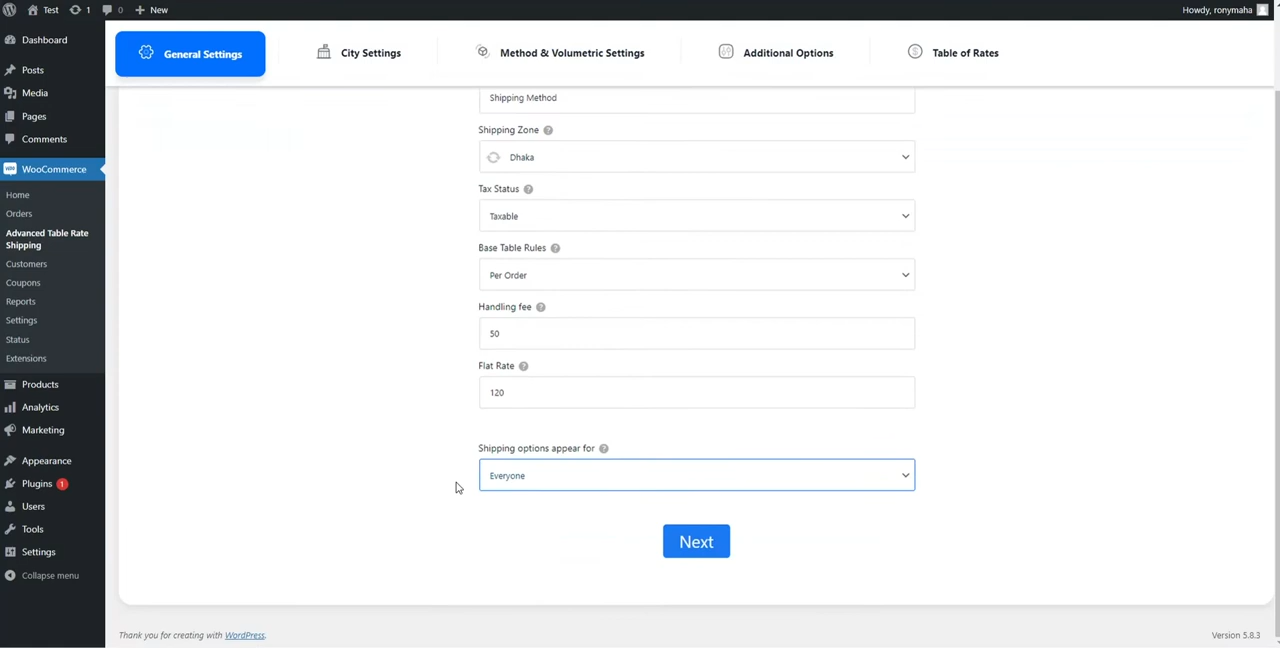 Test 1 0 New Howdy, ronymaha
Dashboard
Posts
Media
Pages
Comments
WooCommerce
Home
Orders
Advanced Table Rate
Shipping
Customers
Coupons
Reports
Settings
Status
Extensions
Products
Analytics
Marketing
Appearance
Plugins 1
Users
Tools
Settings
Collapse menu
General Settings City Settings Method & Volumetric Settings Additional Options Table of Rates
Shipping Method
Shipping Zone ?
Dhaka
Tax Status ?
Taxable
Base Table Rules ?
Per Order
Handling fee ?
50
Flat Rate ?
120
Shipping options appear for ?
Everyone
Next
Thank you for creating with WordPress. Version 5.8.3